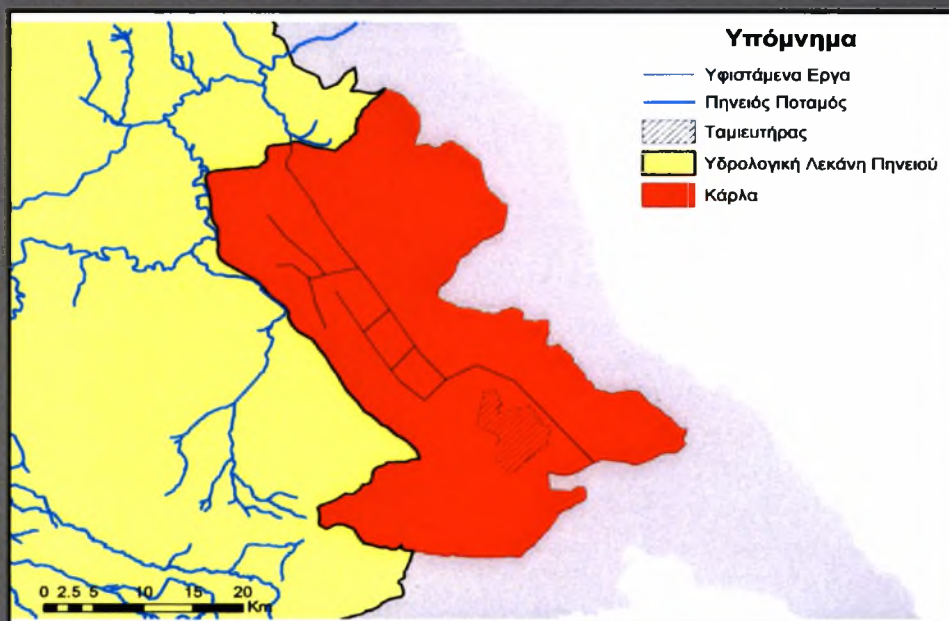 Υπόμνημα
Υφιστάμενα Εργα
Πηνειός Ποταμός
Ταμιευτήρας
Υδρολογική Λεκάνη Πηνειού
Κάρλα
0 2.5 5 10 15 20
Km